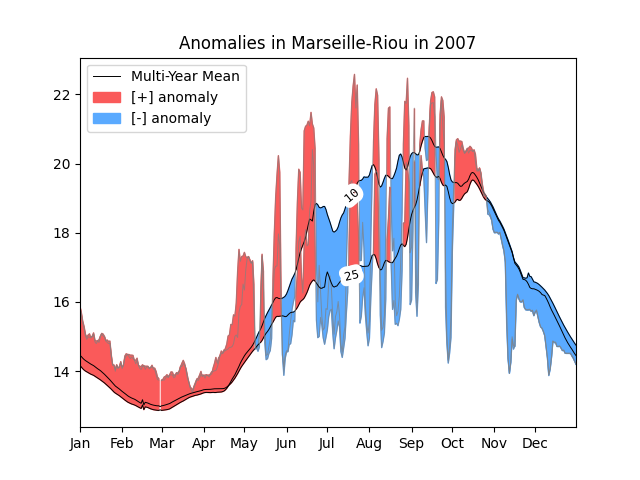 Anomalies in Marseille-Riou in 2007
Multi-Year Mean
[+] anomaly
[-] anomaly
22
20
18
16
14
10
25
Jan Feb Mar Apr May Jun Jul Aug Sep Oct Nov Dec